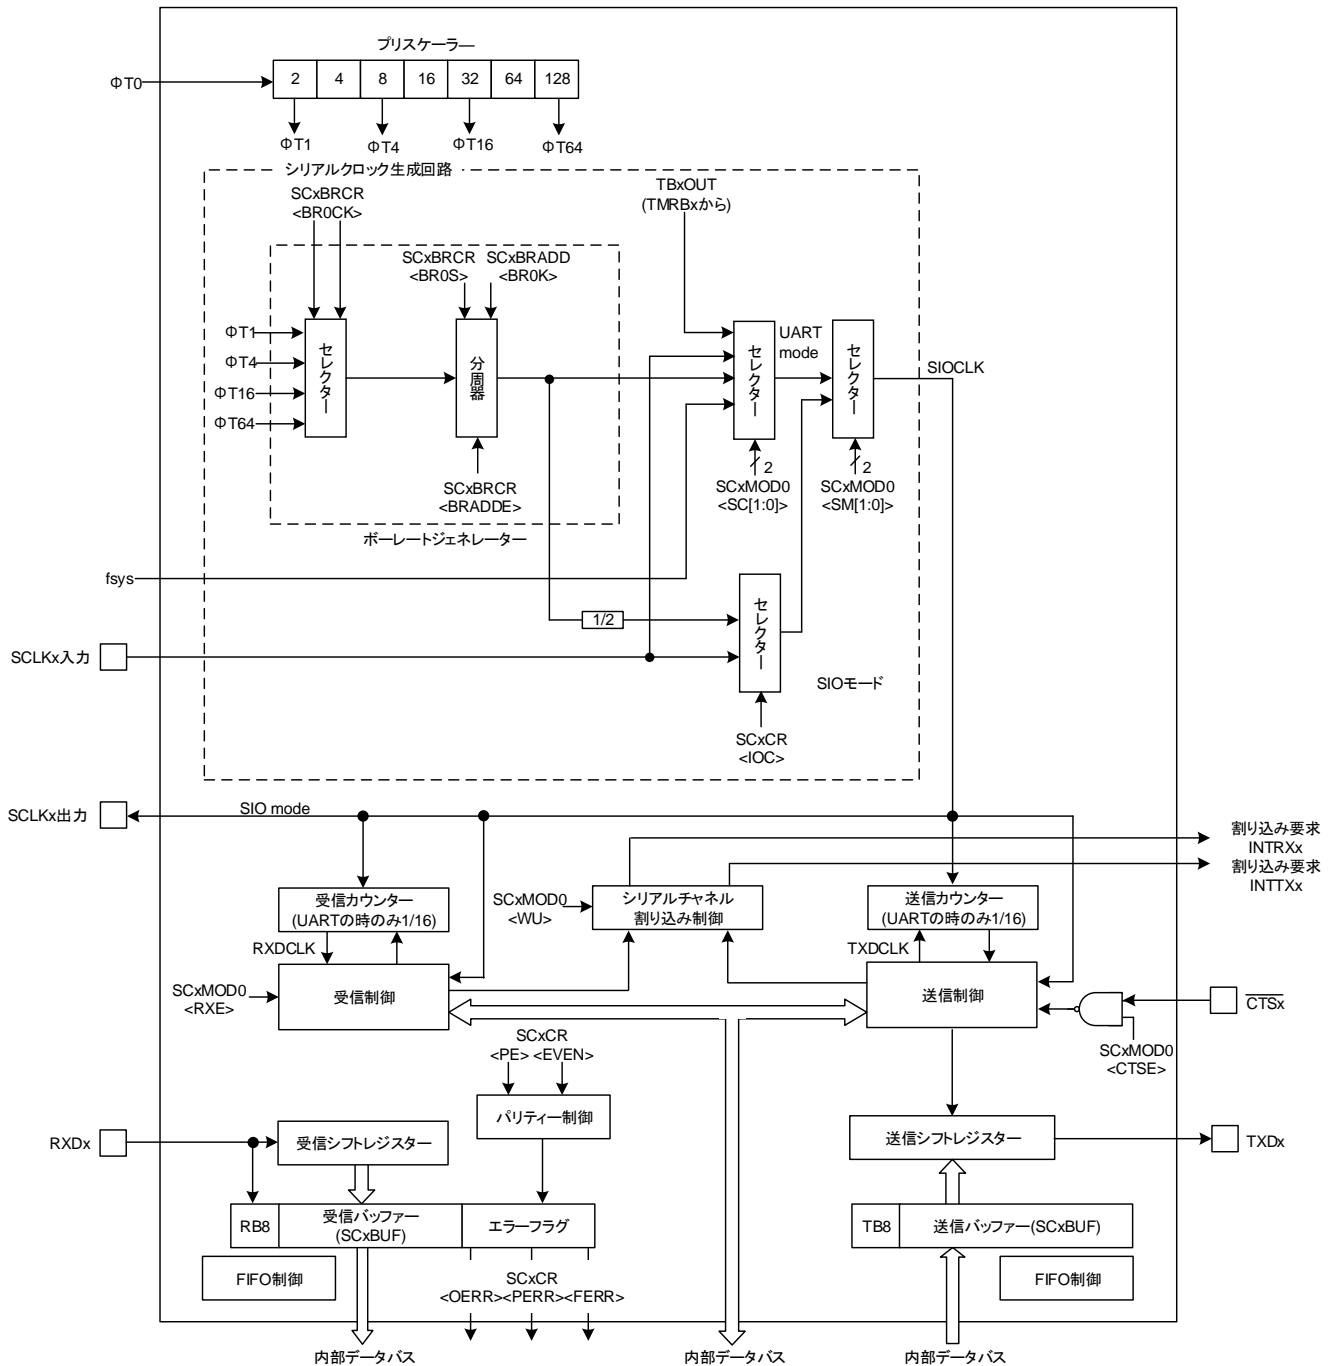 プリスケーラー
ΦT0
2 4 8 16 32 64 128
ΦT1 ΦT4 ΦT16 ΦT64
シリアルクロック生成回路
SCxBRCR
<BR0CK>
TBxOUT
(TMRBxから)
SCxBRCR
<BR0S>
SCxBRADD
<BR0K>
ΦT1
ΦT4
ΦT16
ΦT64
セレクター
分周器
セレクター
UART
mode
セレクター
SIOCLK
SCxBRCR
<BRADDE>
2
SCxMOD0
<SC[1:0]>
2
SCxMOD0
<SM[1:0]>
ボーレートジェネレーター
fsys
1/2
セレクター
SCLKx入力
SIOモード
SCxCR
<IOC>
SCLKx出力
SIO mode
割り込み要求
INTRXx
割り込み要求
INTTXx
受信カウンター
(UARTの時のみ1/16)
SCxMOD0
<WU>
シリアルチャネル
割り込み制御
送信カウンター
(UARTの時のみ1/16)
RXDCLK
TXDCLK
SCxMOD0
<RXE>
受信制御
送信制御
CTSx
SCxMOD0
<CTSE>
SCxCR
<PE> <EVEN>
パリティー制御
RXDx
受信シフトレジスター
送信シフトレジスター
TXDx
RB8
受信バッファー
(SCxBUF)
エラーフラグ
TB8
送信バッファー(SCxBUF)
FIFO制御
SCxCR
<OERR><PERR><FERR>
FIFO制御
内部データバス
内部データバス
内部データバス